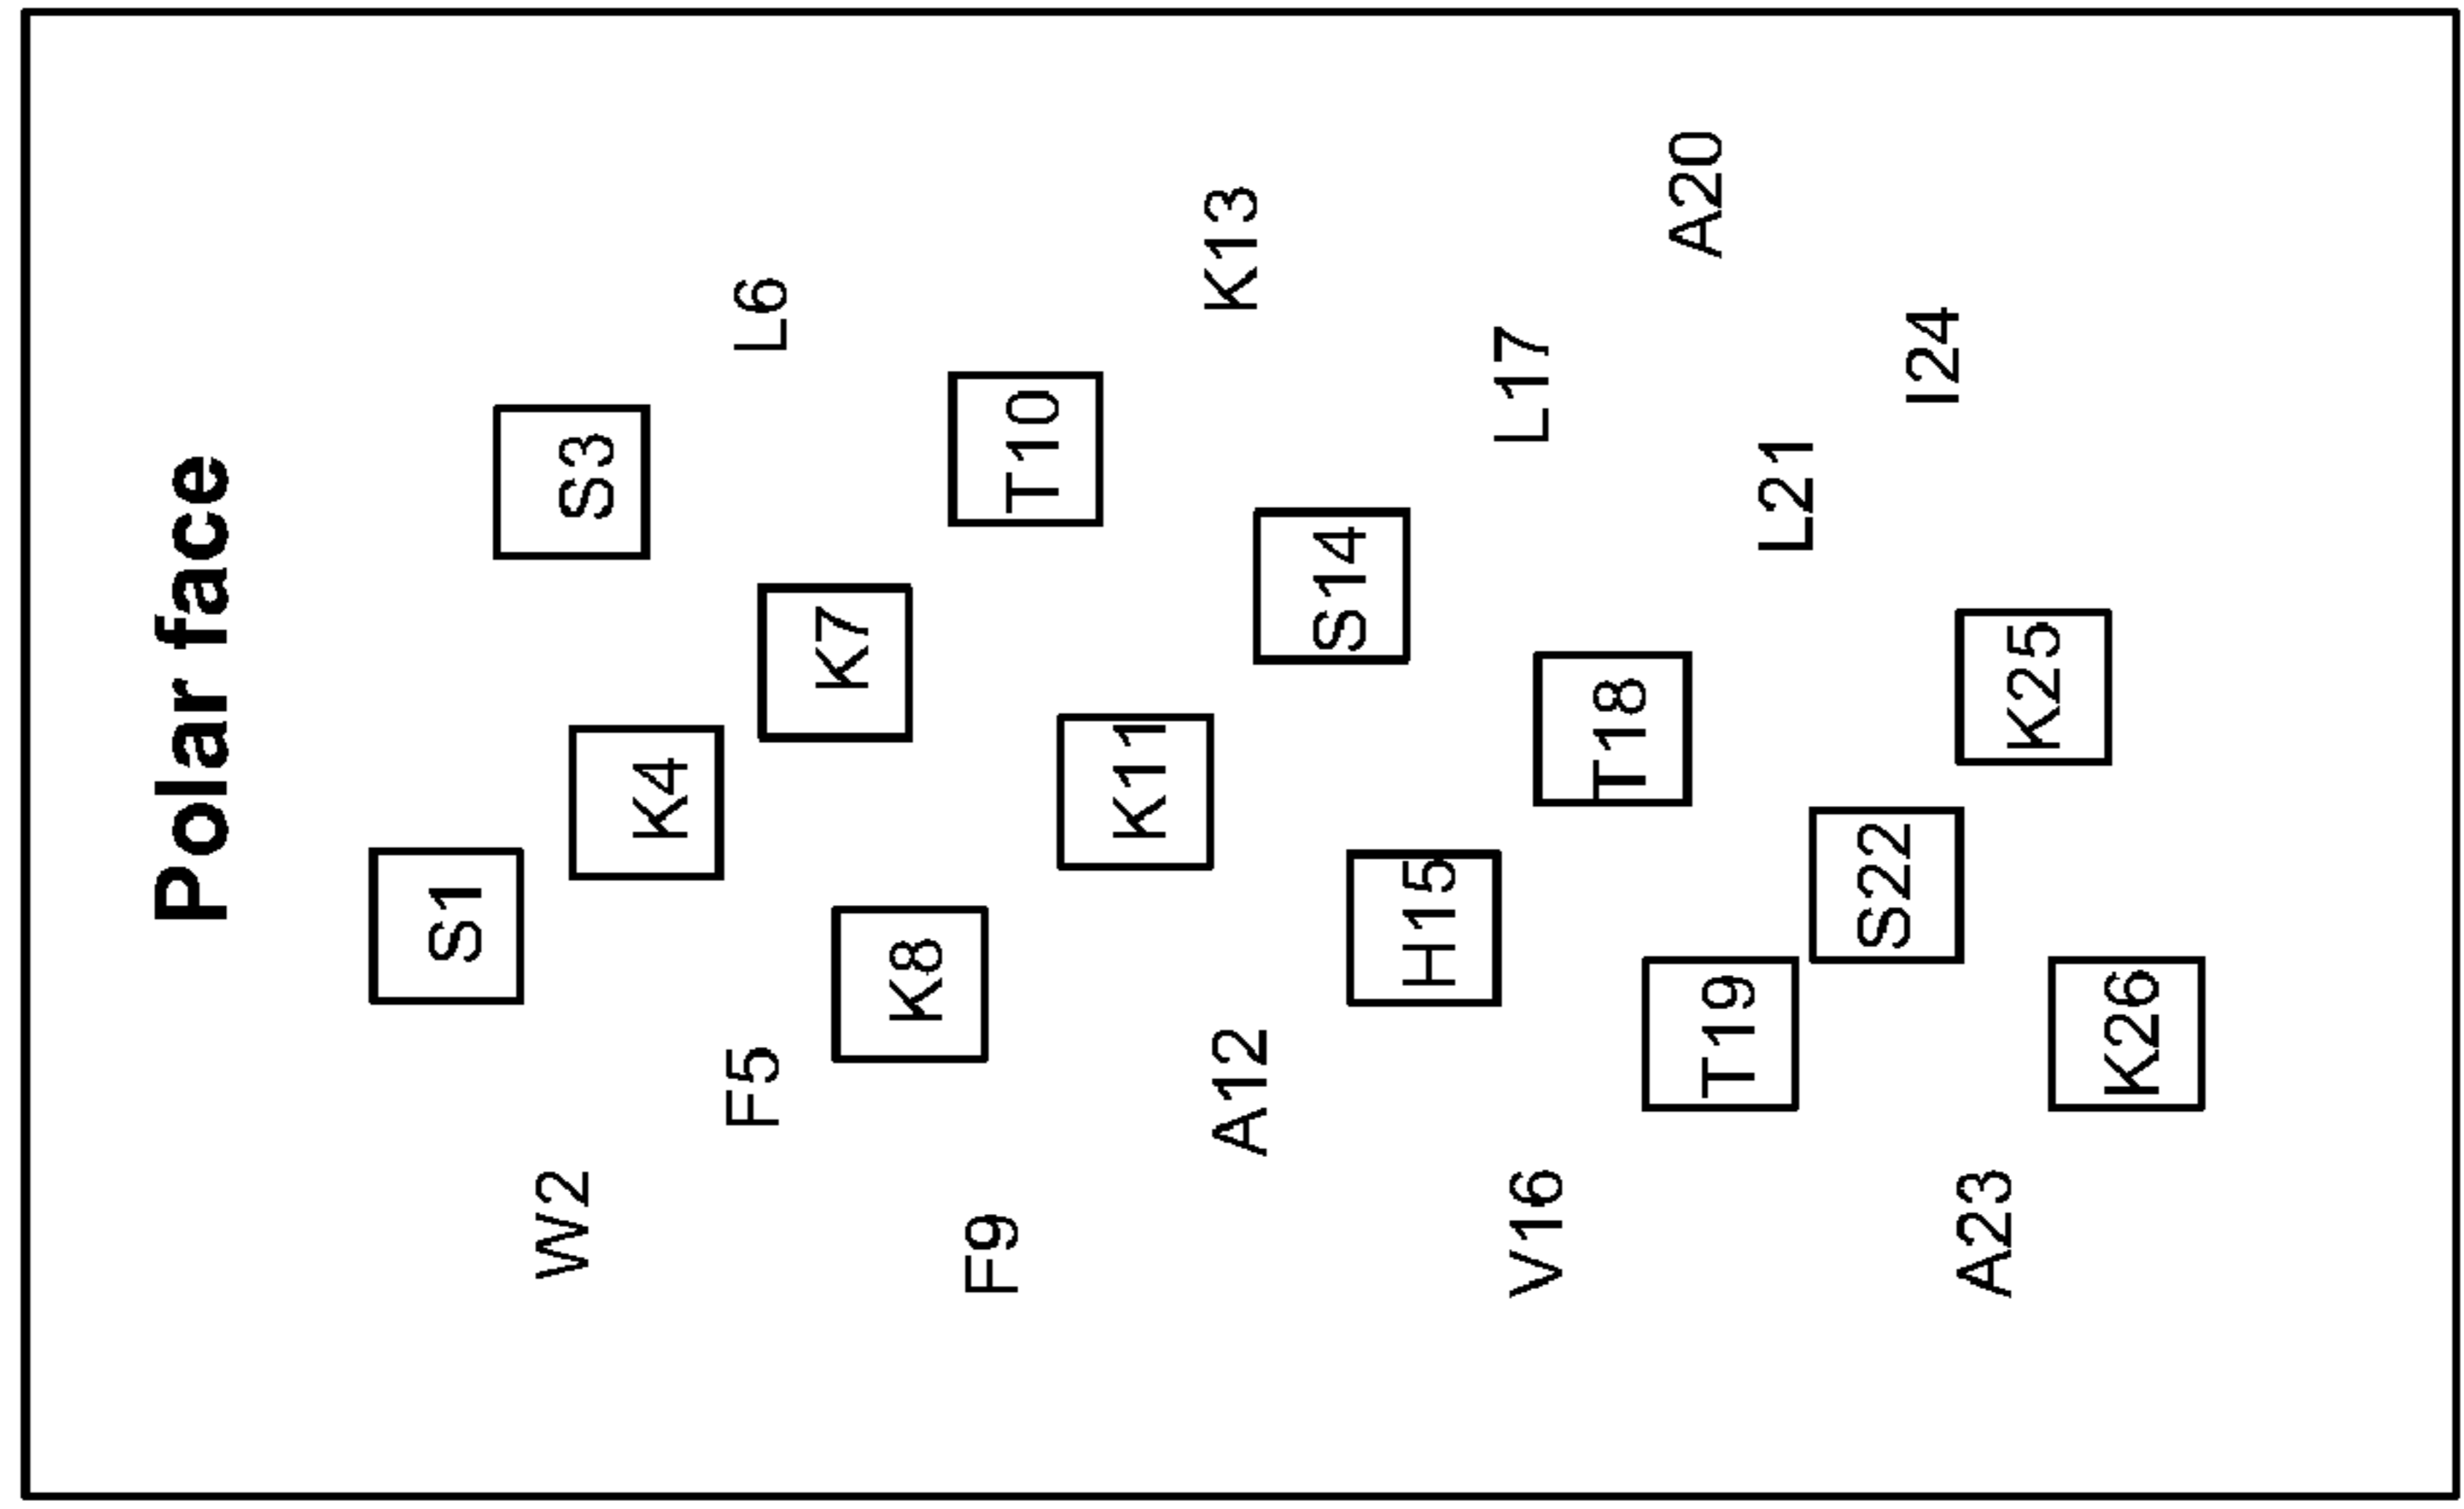 Polar face
S1
W2
S3
K4
F5
L6
K7
K8
F9
T10
K11
A12
K13
S14
H15
V16
L17
T18
T19
A20
L21
S22
A23
I24
K25
K26